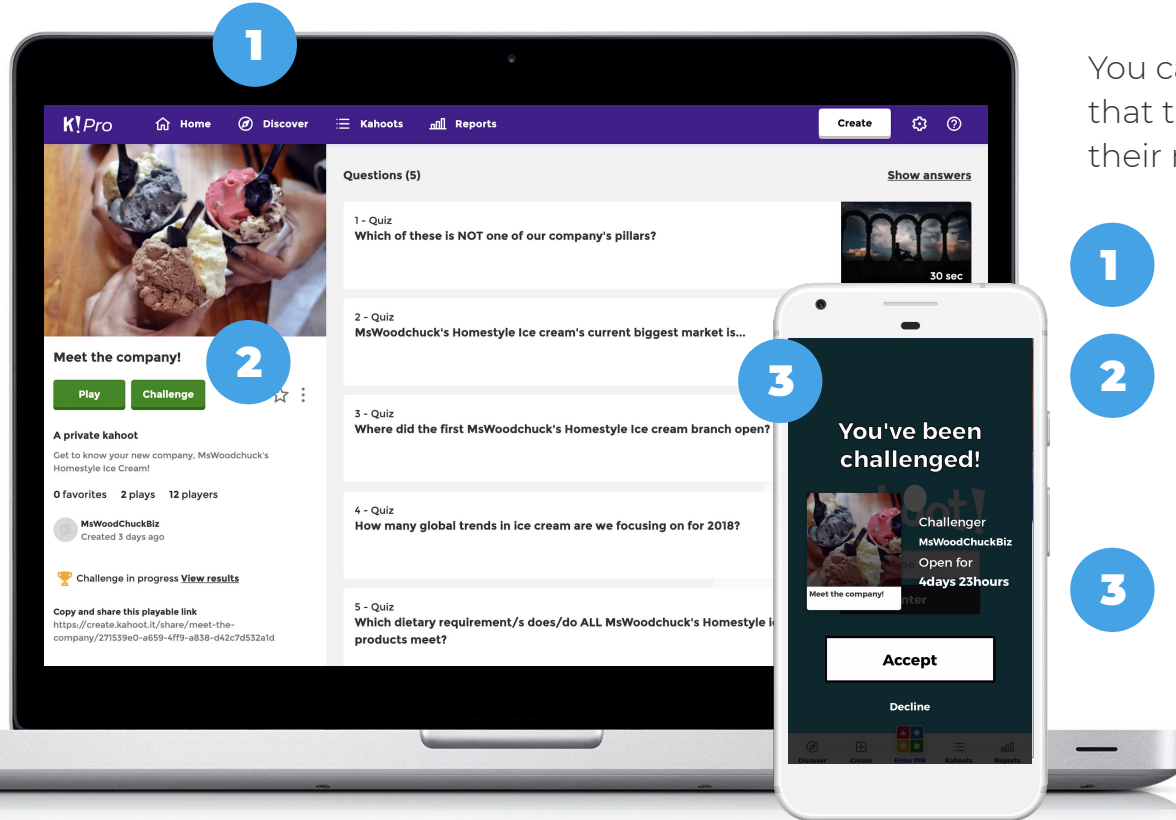 1
K! Pro
Home
Discover
Kahoots
Reports
Create
Meet the company!
2
Play
Challenge
A private kahoot
Get to know your new company, MsWoodchuck's
Homestyle Ice Cream!
0 favorites 2 plays 12 players
MsWoodChuckBiz
Created 3 days ago
Challenge in progress View results
Copy and share this playable link
https://create.kahoot.it/share/meet-the-
company/271539e0-a659-4ff9-a838-d42c7d532a1d
Questions (5)
Show answers
1 - Quiz
Which of these is NOT one of our company's pillars?
30 sec
2 - Quiz
MsWoodchuck's Homestyle Ice cream's current biggest market is...
3 - Quiz
Where did the first MsWoodchuck's Homestyle Ice cream branch open?
4 - Quiz
How many global trends in ice cream are we focusing on for 2018?
5 - Quiz
Which dietary requirement/s does/do ALL MsWoodchuck's Homestyle i
products meet?
3
You've been
challenged!
Meet the company!
Challenger
MsWoodChuckBiz
Open for
4days 23hours
Accept
Decline
Discover
Create
Enter PIN
Kahoots
Reports
You ca
that t
their
1
2
3